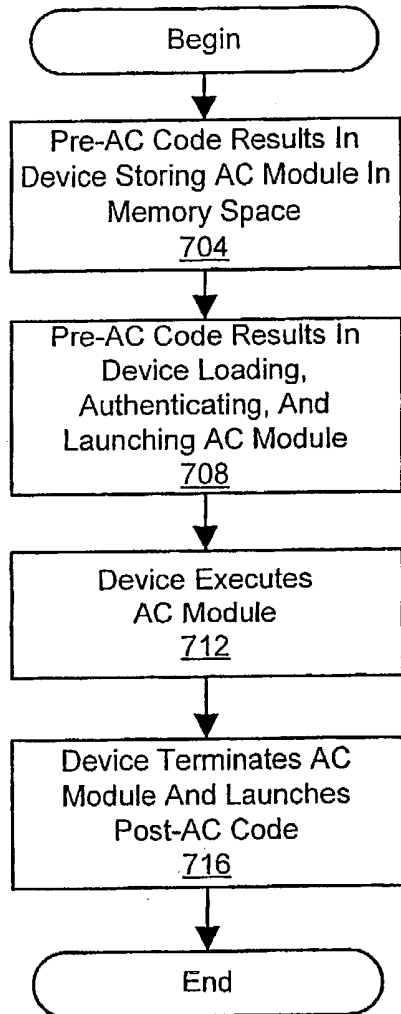 Begin
Pre-AC Code Results In
Device Storing AC Module In
Memory Space
704
Pre-AC Code Results In
Device Loading,
Authenticating, And
Launching AC Module
708
Device Executes
AC Module
712
Device Terminates AC
Module And Launches
Post-AC Code
716
End